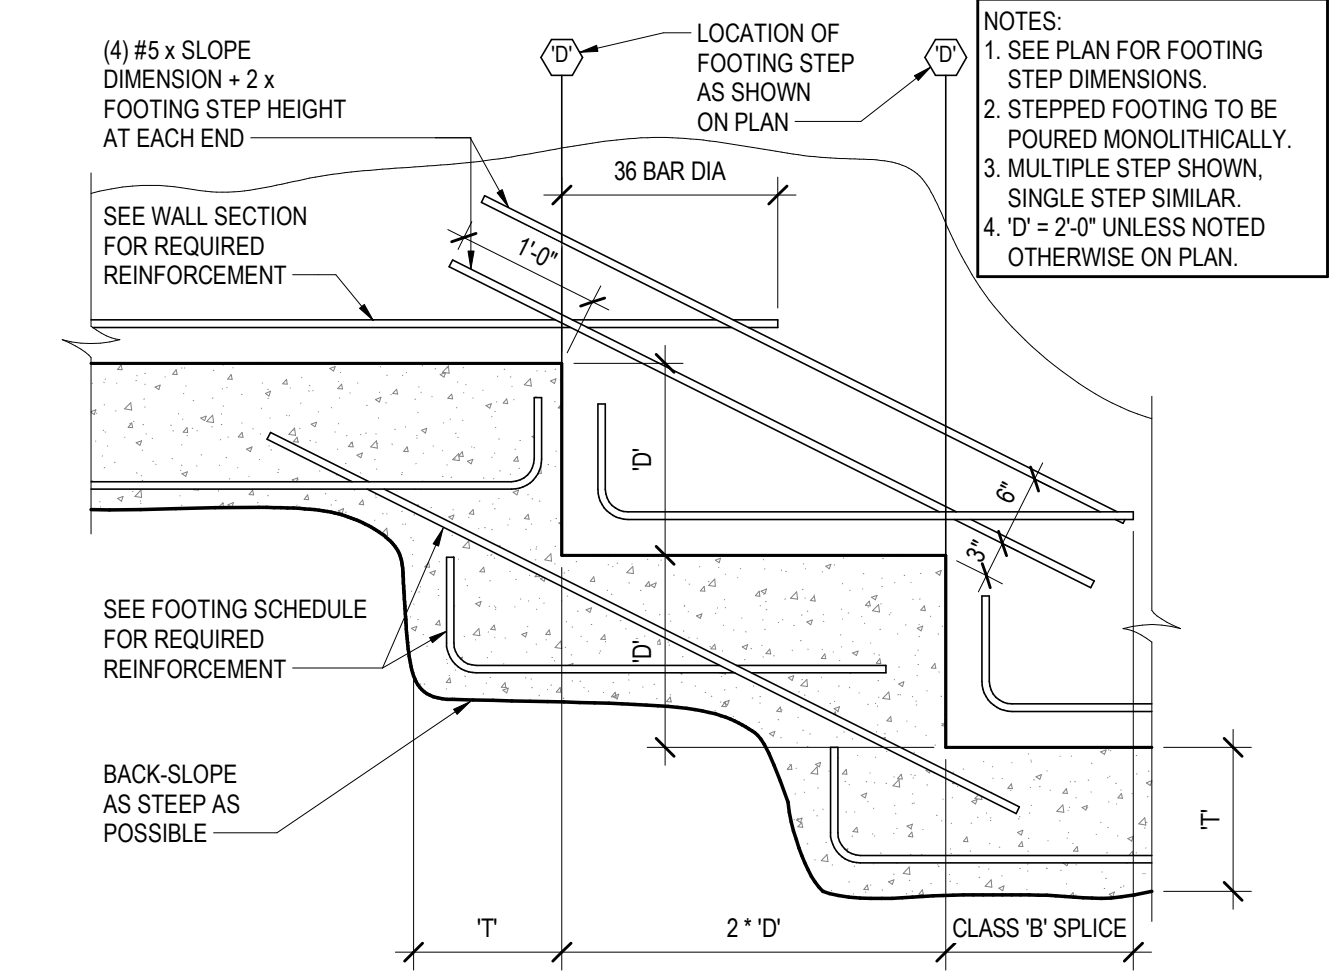 (4) #5 x SLOPE
DIMENSION + 2 x
FOOTING STEP HEIGHT
AT EACH END
'D'
LOCATION OF
FOOTING STEP
AS SHOWN
ON PLAN
'D'
NOTES:
1. SEE PLAN FOR FOOTING
STEP DIMENSIONS.
2. STEPPED FOOTING TO BE
POURED MONOLITHICALLY.
3. MULTIPLE STEP SHOWN,
SINGLE STEP SIMILAR.
4. 'D' = 2'-0" UNLESS NOTED
OTHERWISE ON PLAN.
36 BAR DIA
SEE WALL SECTION
FOR REQUIRED
REINFORCEMENT
1'-0"
'D'
6"
3"
SEE FOOTING SCHEDULE
FOR REQUIRED
REINFORCEMENT
'D'
BACK-SLOPE
AS STEEP AS
POSSIBLE
'T'
'T'
2 * 'D'
CLASS 'B' SPLICE